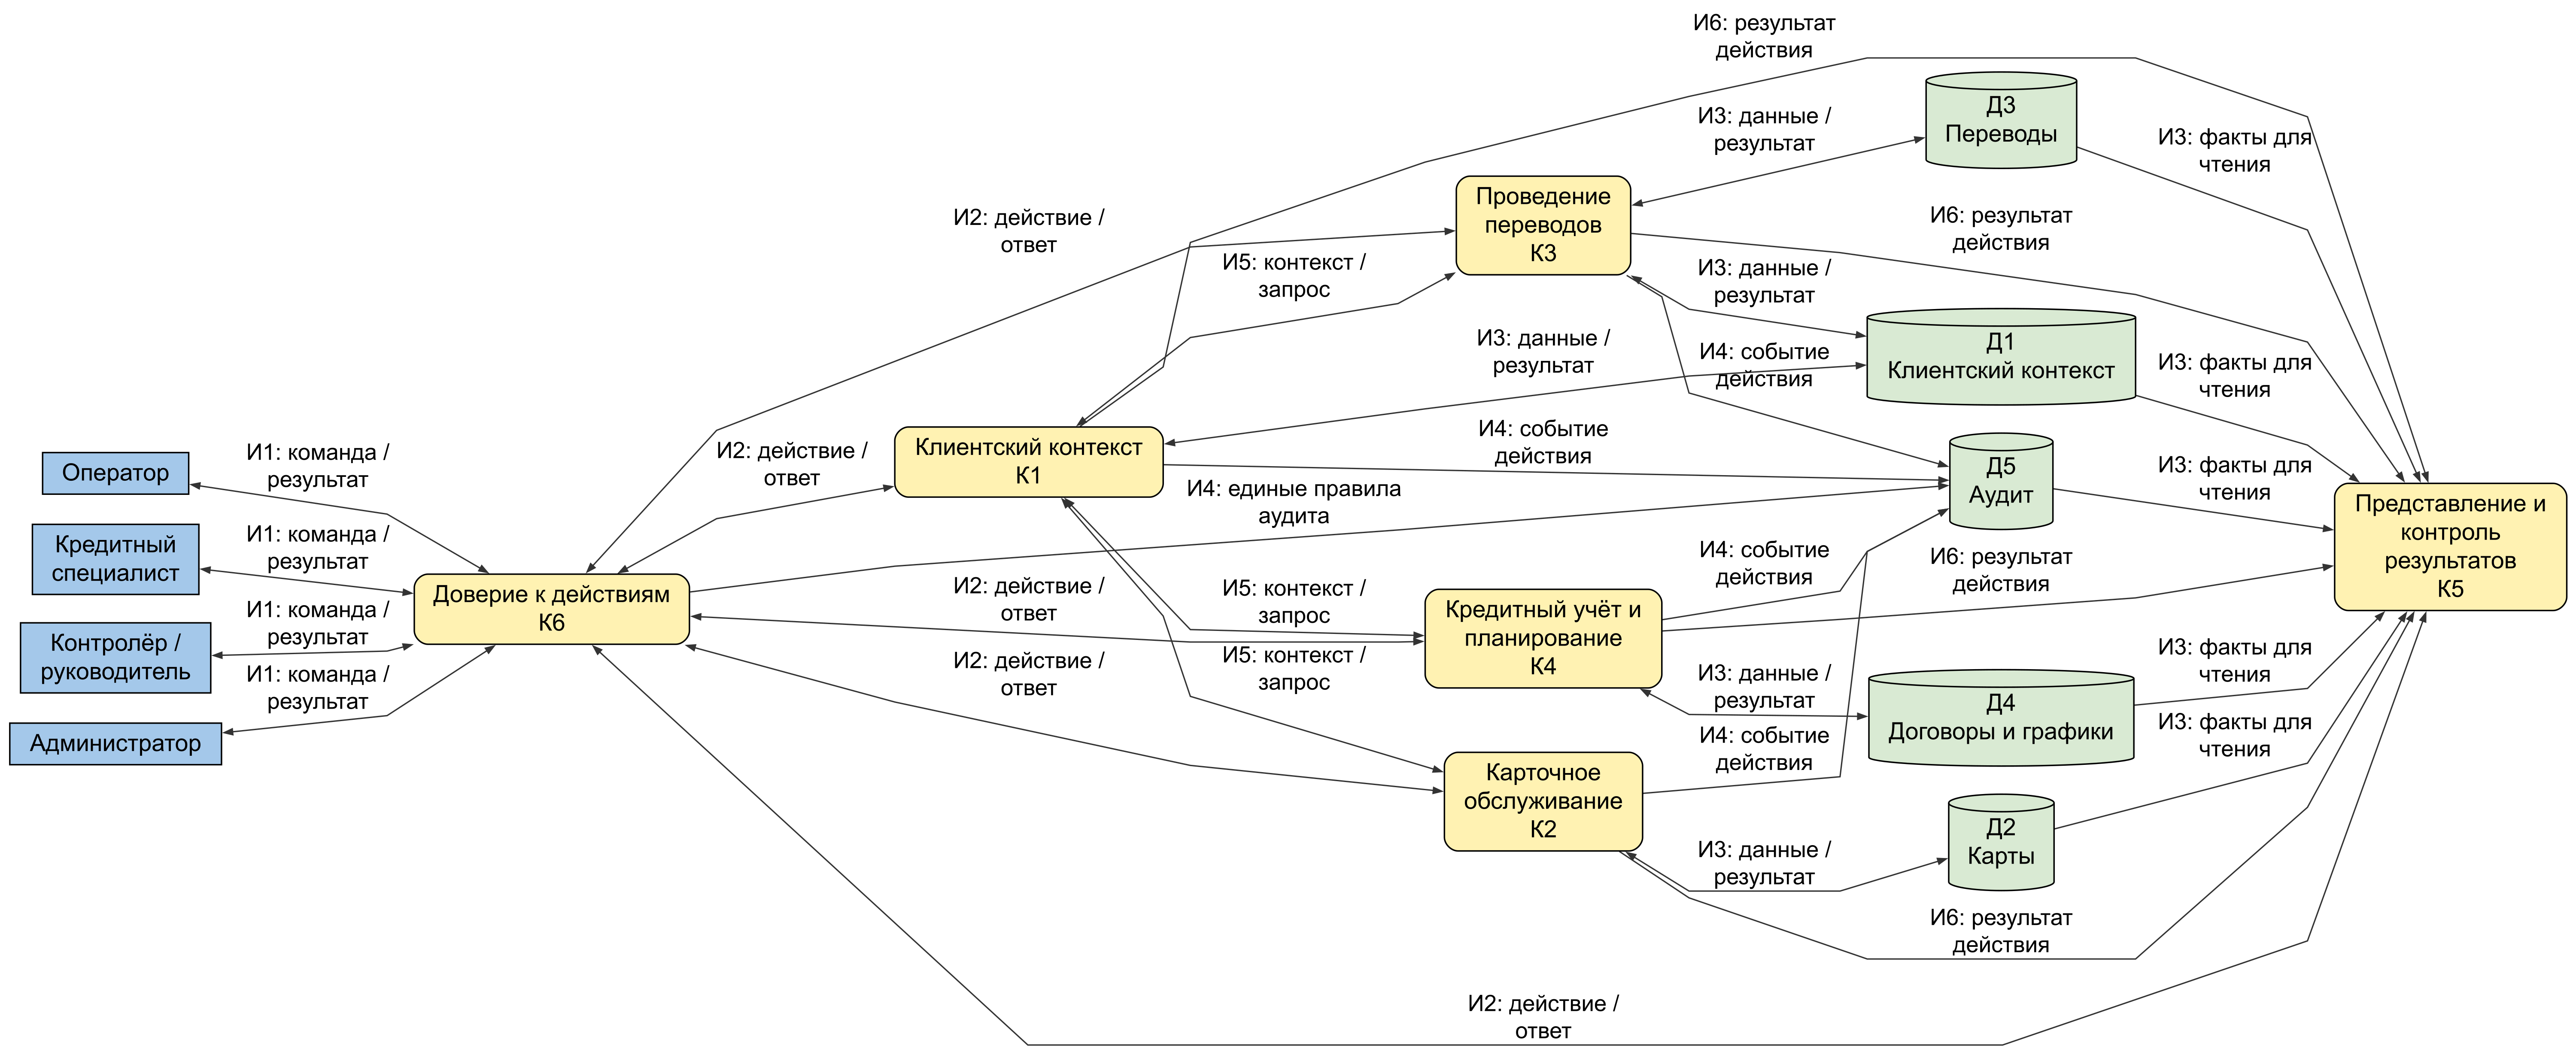 И6: результат
действия
Д3
Переводы
И3: данные /
результат
И3: факты для
чтения
Проведение
переводов
К3
И2: действие /
ответ
И6: результат
действия
И5: контекст /
запрос
И3: данные /
результат
Д1
Клиентский контекст
И3: данные /
результат
И4: событие
действия
И3: факты для
чтения
Клиентский контекст
К1
И2: действие /
ответ
И4: событие
действия
Д5
Аудит
И3: факты для
чтения
Оператор
И1: команда /
результат
И4: единые правила
аудита
Представление и
контроль
результатов
К5
Кредитный
специалист
И1: команда /
результат
Доверие к действиям
К6
И2: действие /
ответ
И5: контекст /
запрос
Кредитный учёт и
планирование
К4
И4: событие
действия
И6: результат
действия
Контролёр /
руководитель
И1: команда /
результат
И2: действие /
ответ
И5: контекст /
запрос
И3: данные /
результат
Д4
Договоры и графики
И3: факты для
чтения
Администратор
И1: команда /
результат
И4: событие
действия
И3: факты для
чтения
Карточное
обслуживание
К2
Д2
Карты
И3: данные /
результат
И6: результат
действия
И2: действие /
ответ